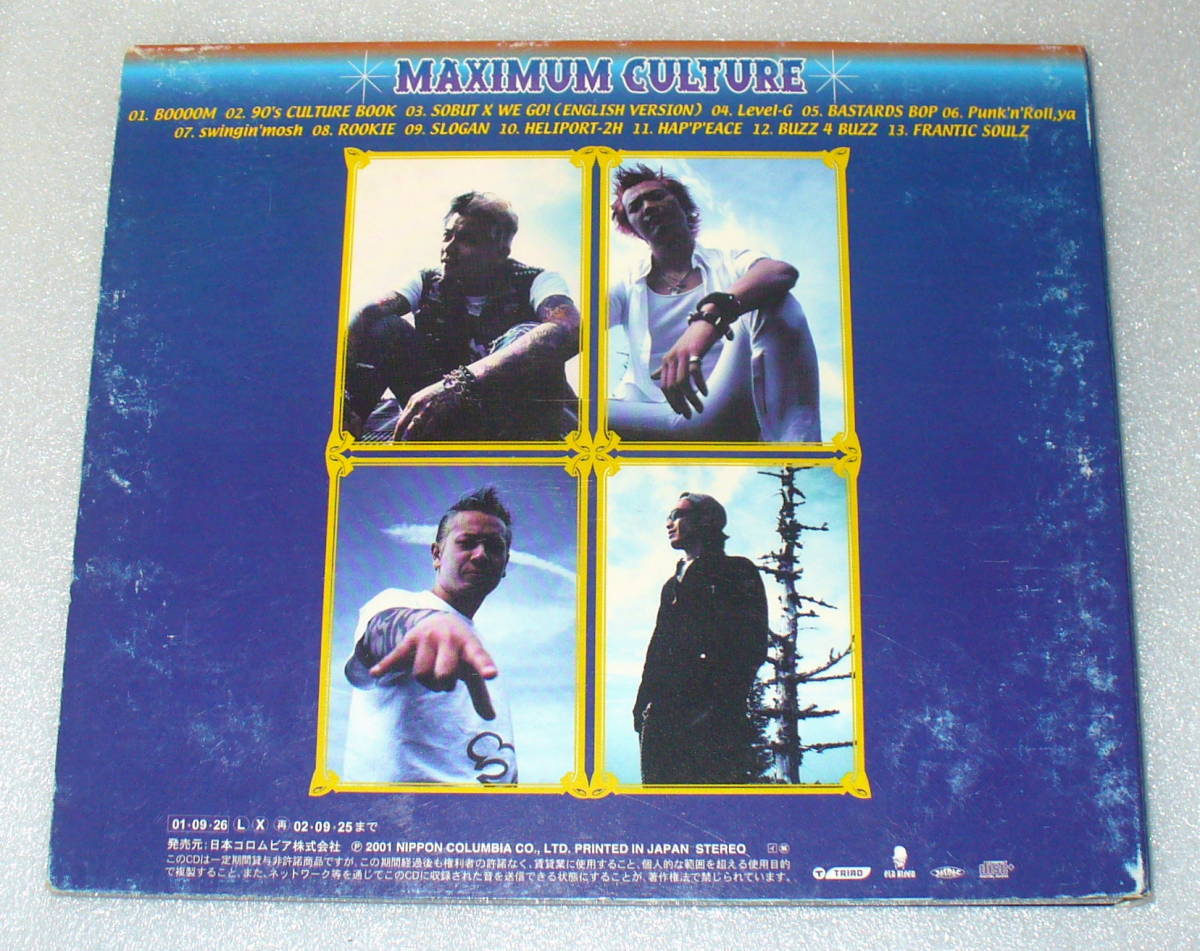 MAXIMUM CULTURE
01. BOOOOM 02. 90's CULTURE BOOK 03. SOBUT X WE GO! (ENGLISH VERSION) 04. Level-G 05. BASTARDS BOP 06. Punk'n'Roll,ya
07. swingin'mosh 08. ROOKIE 09. SLOGAN 10. HELIPORT-2H 11. HAP'P'EACE 12. BUZZ 4 BUZZ 13. FRANTIC SOULZ
01・09・26 L X 再 02・09・25まで
発売元:日本コロムビア株式会社 Ⓟ 2001 NIPPON COLUMBIA CO., LTD. PRINTED IN JAPAN STEREO
このCDは一定期間貸与非許諾商品ですが、この期間経過後も権利者の許諾なく、賃貸業に使用すること、個人的な範囲を超える使用目的
で複製すること、また、ネットワーク等を通じてこのCDに収録された音を送信できる状態にすることが、著作権法で禁じられています。
T TRIAD